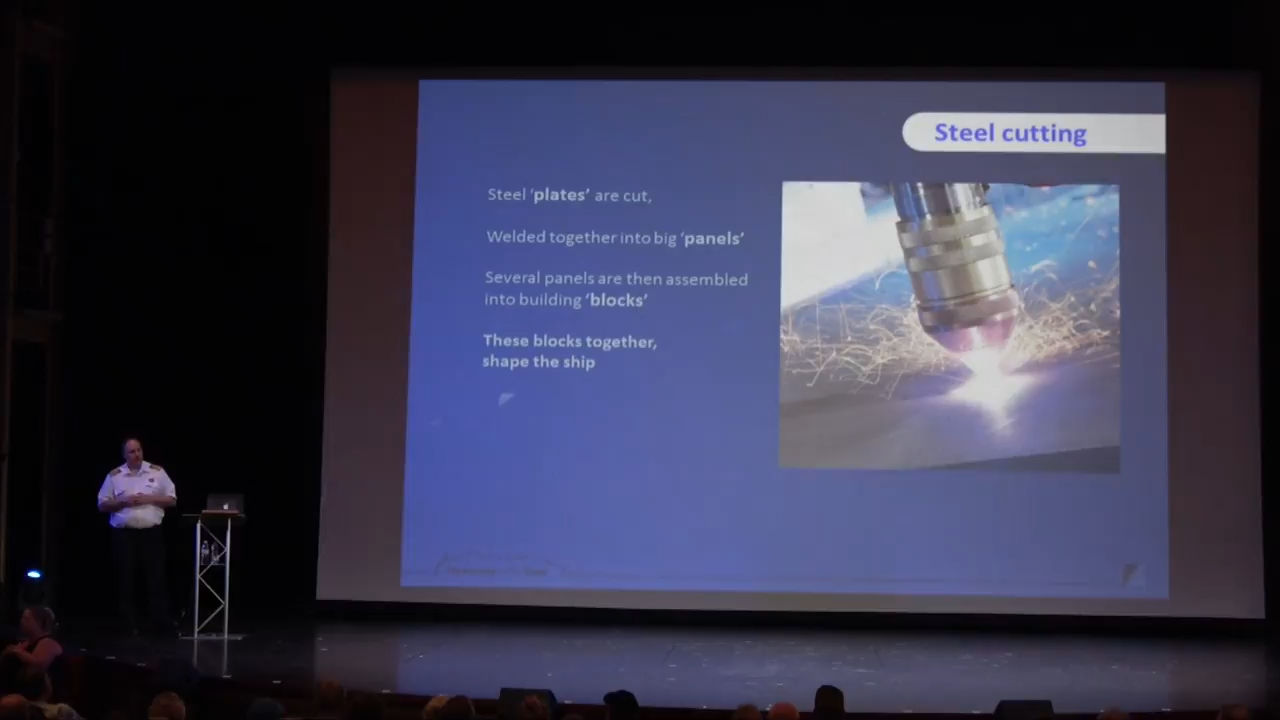 Steel cutting
Steel ‘plates’ are cut,
Welded together into big ‘panels’
Several panels are then assembled
into building ‘blocks’
These blocks together,
shape the ship